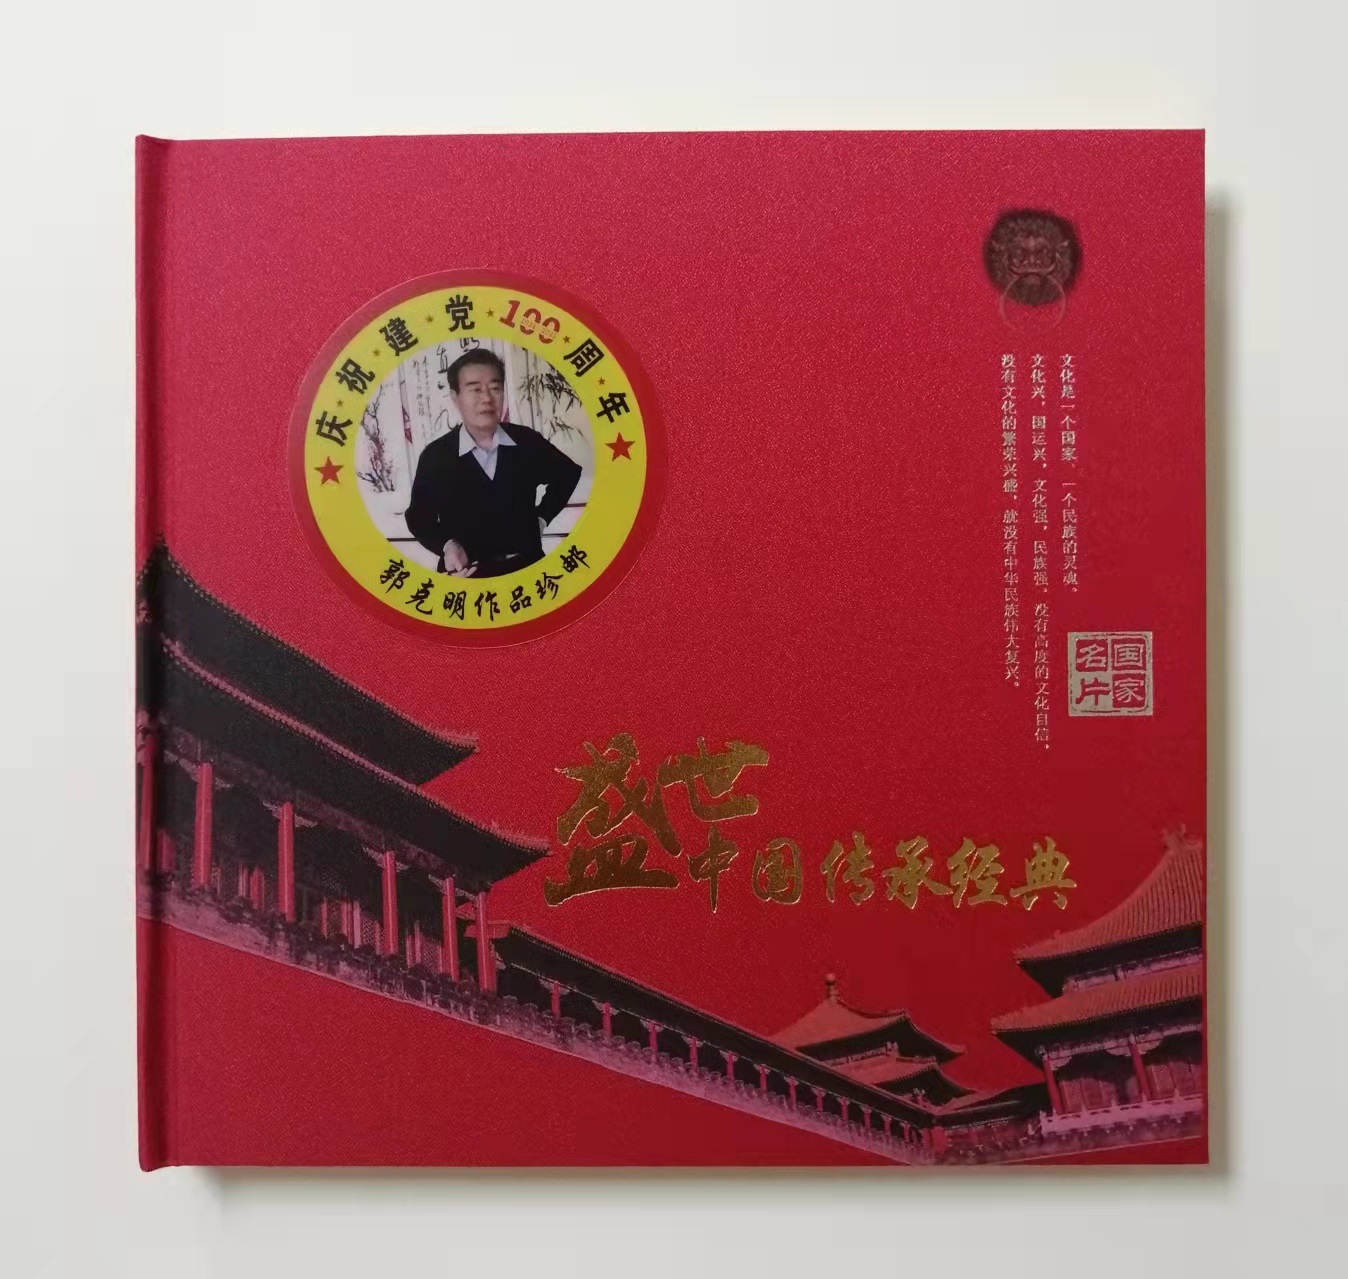 庆祝建党100周年
郭克明作品珍邮
文化是一个国家、一个民族的灵魂。
文化兴,国运兴,文化强,民族强。没有高度的文化自信,
没有文化的繁荣兴盛,就没有中华民族伟大复兴。
国家
名片
盛世中国传承经典